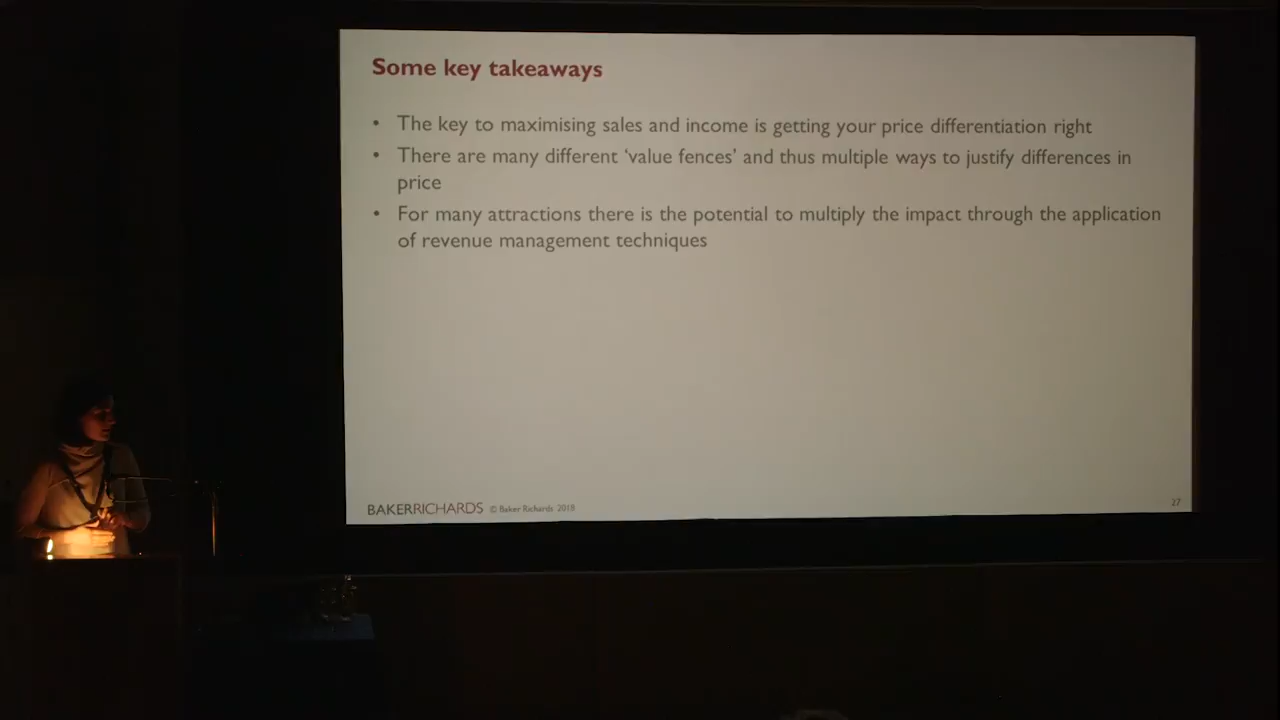 Some key takeaways
• The key to maximising sales and income is getting your price differentiation right
• There are many different ‘value fences’ and thus multiple ways to justify differences in
price
• For many attractions there is the potential to multiply the impact through the application
of revenue management techniques
BAKERRICHARDS © Baker Richards 2018
27